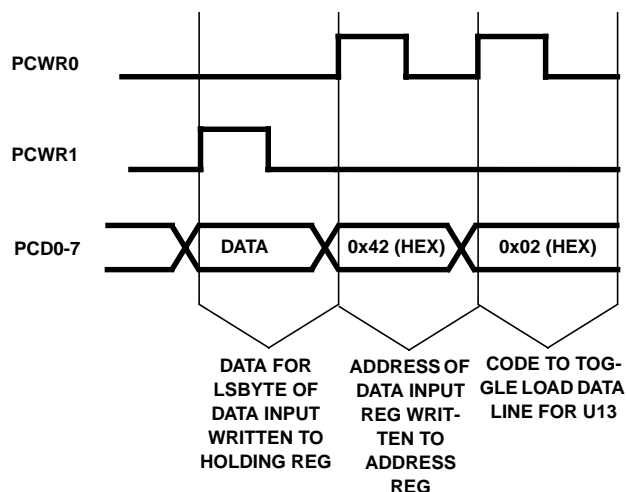 PCWR0
PCWR1
PCD0-7
DATA
0x42 (HEX)
0x02 (HEX)
DATA FOR
LSBYTE OF
DATA INPUT
WRITTEN TO
HOLDING REG
ADDRESS OF
DATA INPUT
REG WRIT-
TEN TO
ADDRESS
REG
CODE TO TOG-
GLE LOAD DATA
LINE FOR U13